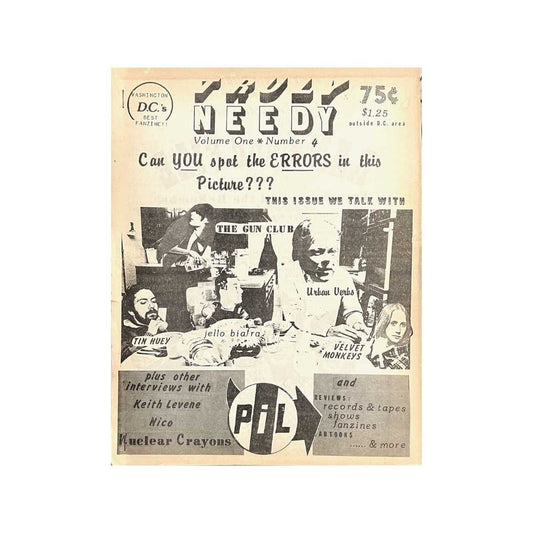 WASHINGTON
D.C.'s
BEST
FANZINE!!
TRULY
NEEDY
75¢
$1.25
outside D.C. area
Volume One * Number 4
Can YOU spot the ERRORS in this
Picture???
THIS ISSUE WE TALK WITH
THE GUN CLUB
Urban Verbs
TIN HUEY
jello biafra
VELVET
MONKEYS
plus other
interviews with
Keith Levene
Nico
Nuclear Crayons
PiL
and
REVIEWS:
records & tapes
shows
fanzines
CARTOONS
...... & more